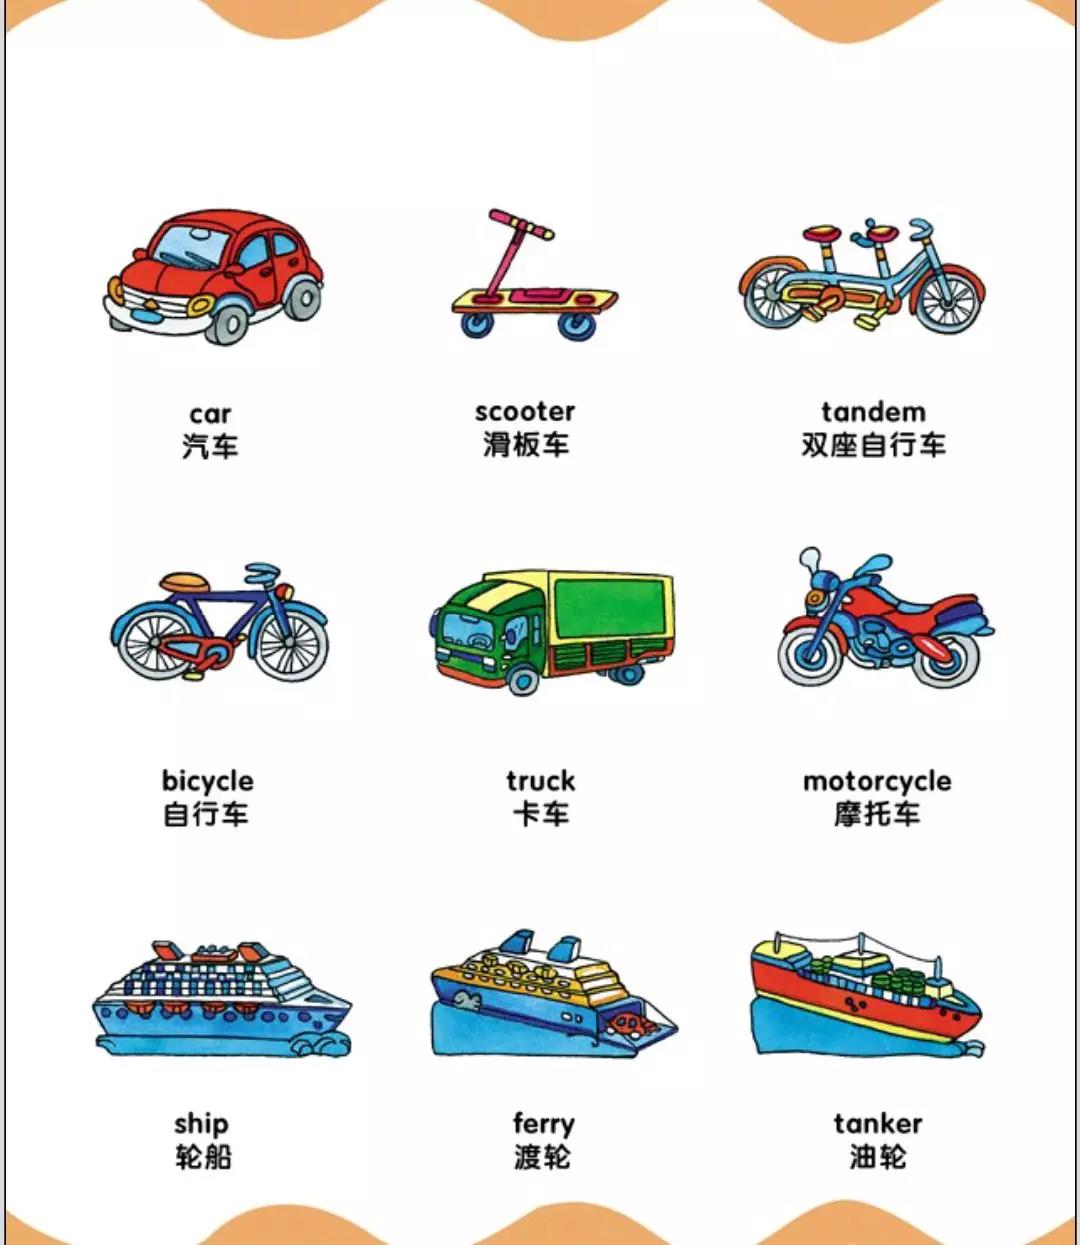 car
汽车
scooter
滑板车
tandem
双座自行车
bicycle
自行车
truck
卡车
motorcycle
摩托车
ship
轮船
ferry
渡轮
tanker
油轮